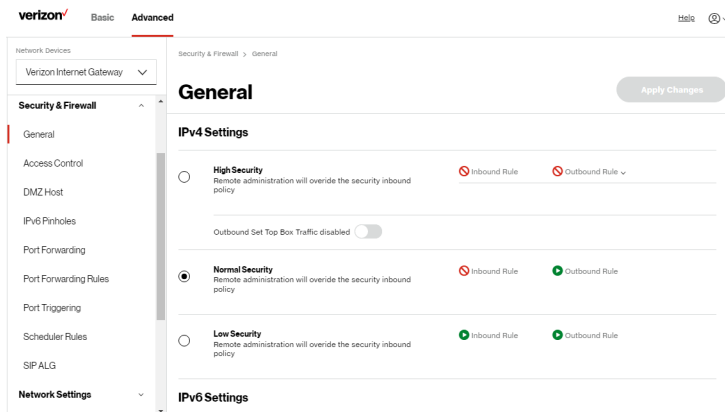 verizon
Basic
Advanced
Help
Network Devices
Verizon Internet Gateway
Security & Firewall
General
Access Control
DMZ Host
IPv6 Pinholes
Port Forwarding
Port Forwarding Rules
Port Triggering
Scheduler Rules
SIP ALG
Network Settings
Security & Firewall > General
General
Apply Changes
IPv4 Settings
High Security
Remote administration will overide the security inbound
policy
Inbound Rule
Outbound Rule
Outbound Set Top Box Traffic disabled
Normal Security
Remote administration will overide the security inbound
policy
Inbound Rule
Outbound Rule
Low Security
Remote administration will overide the security inbound
policy
Inbound Rule
Outbound Rule
IPv6 Settings